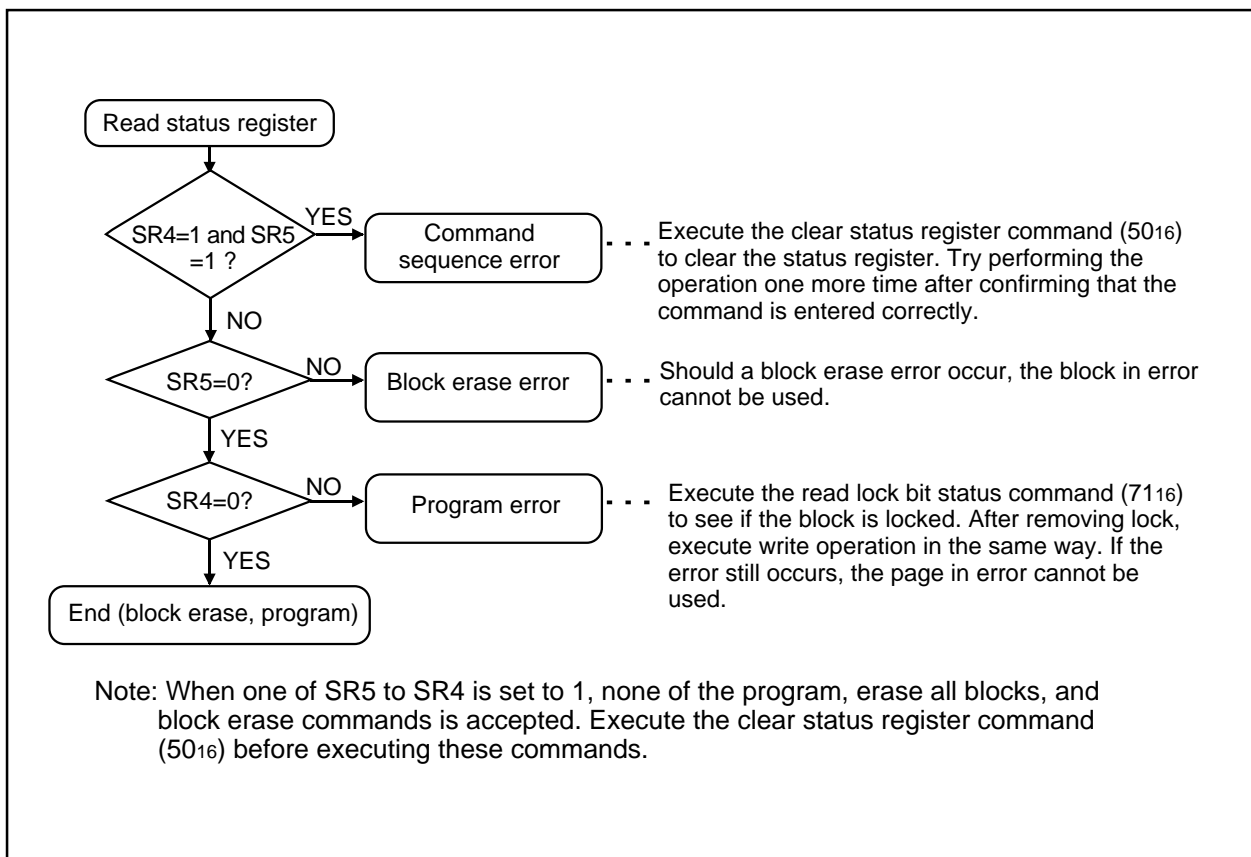 Read status register
SR4=1 and SR5
=1 ?
YES
Command
sequence error
Execute the clear status register command (5016)
to clear the status register. Try performing the
operation one more time after confirming that the
command is entered correctly.
NO
SR5=0?
NO
Block erase error
Should a block erase error occur, the block in error
cannot be used.
YES
SR4=0?
NO
Program error
Execute the read lock bit status command (7116)
to see if the block is locked. After removing lock,
execute write operation in the same way. If the
error still occurs, the page in error cannot be
used.
YES
End (block erase, program)
Note: When one of SR5 to SR4 is set to 1, none of the program, erase all blocks, and
block erase commands is accepted. Execute the clear status register command
(5016) before executing these commands.